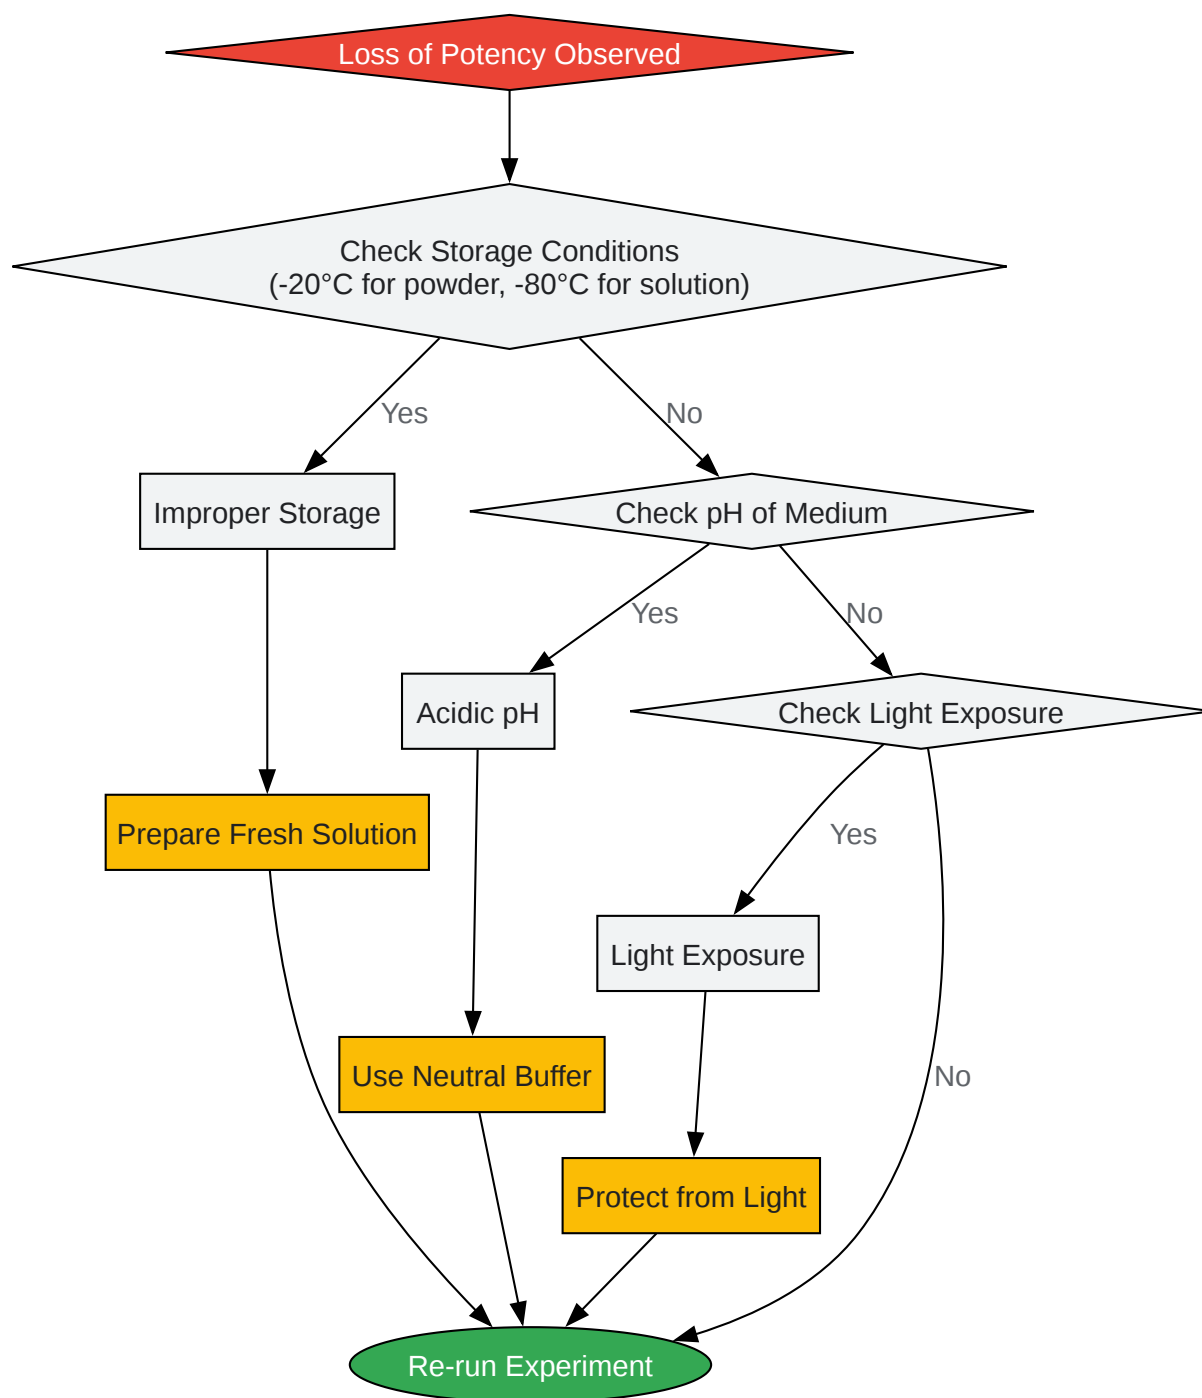 Loss of Potency Observed
Check Storage Conditions
(-20°C for powder, -80°C for solution)
Yes
No
Improper Storage
Check pH of Medium
Yes
No
Acidic pH
Check Light Exposure
Prepare Fresh Solution
Yes
Light Exposure
Use Neutral Buffer
No
Protect from Light
Re-run Experiment